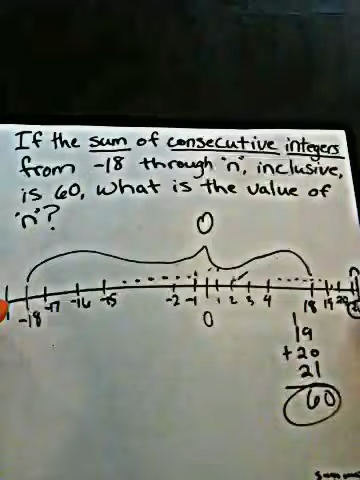 If the sum of consecutive integers
from -18 through "n", inclusive,
is 60, what is the value of
"n"?
0
-18 -17 -16 -15 -2 -1 1 2 3 4 18 19 20
0
19
+20
21
60